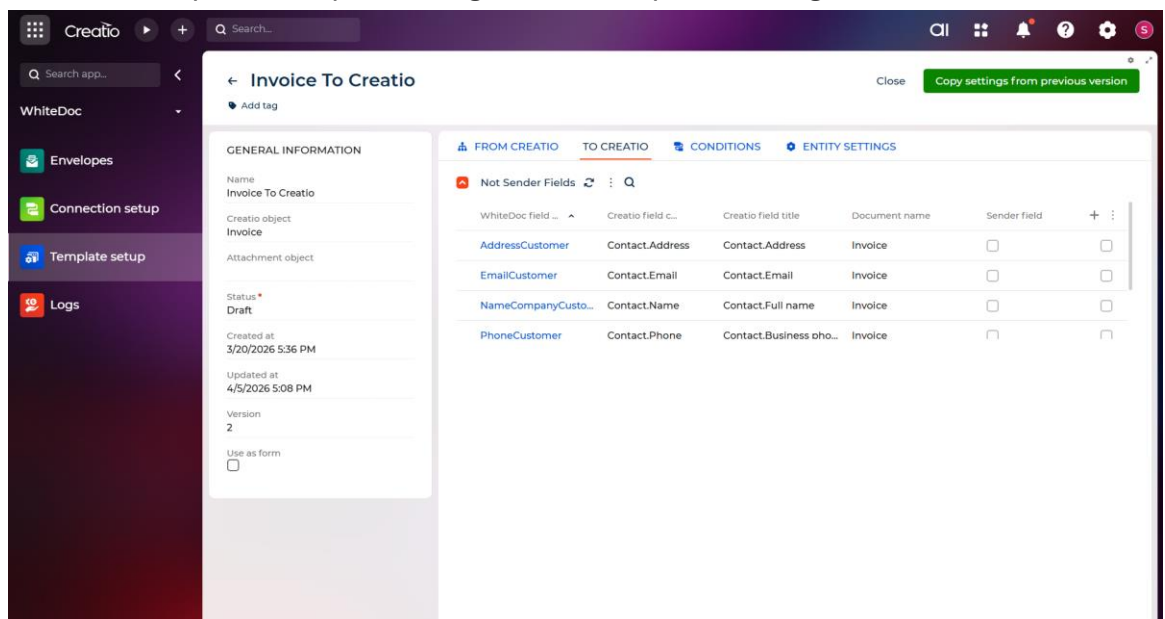 Creatio
Search...
ai
?
S
Search app...
WhiteDoc
Envelopes
Connection setup
Template setup
Logs
← Invoice To Creatio
Add tag
Close
Copy settings from previous version
GENERAL INFORMATION
Name
Invoice To Creatio
Creatio object
Invoice
Attachment object
Status *
Draft
Created at
3/20/2026 5:36 PM
Updated at
4/5/2026 5:08 PM
Version
2
Use as form
FROM CREATIO TO CREATIO CONDITIONS ENTITY SETTINGS
Not Sender Fields
WhiteDoc field ... Creatio field c... Creatio field title Document name Sender field
AddressCustomer Contact.Address Contact.Address Invoice
EmailCustomer Contact.Email Contact.Email Invoice
NameCompanyCusto... Contact.Name Contact.Full name Invoice
PhoneCustomer Contact.Phone Contact.Business pho... Invoice